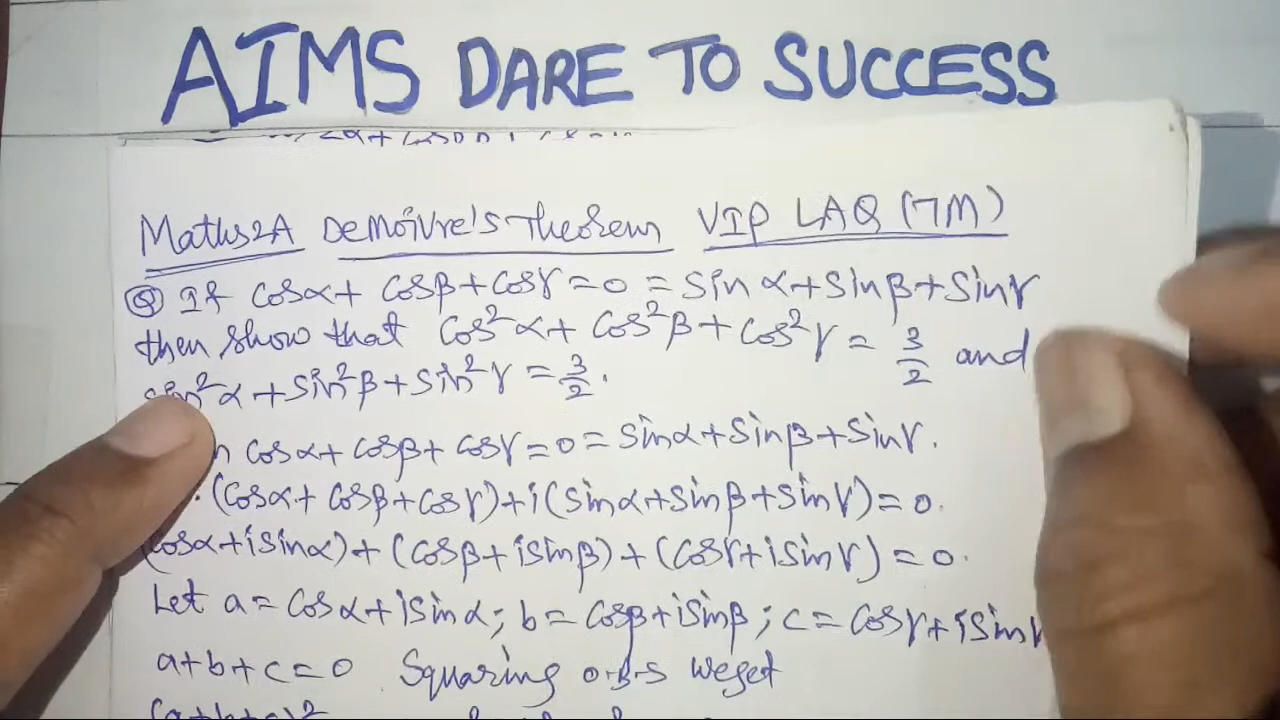 AIMS DARE TO SUCCESS
Maths2A DeMoivre's Theorem VIP LAQ (7M)
Q If cosα + cosβ + cosγ = 0 = sinα + sinβ + sinγ
then show that cos²α + cos²β + cos²γ = 3/2 and
sin²α + sin²β + sin²γ = 3/2.
cosα + cosβ + cosγ = 0 = sinα + sinβ + sinγ.
(cosα + cosβ + cosγ) + i(sinα + sinβ + sinγ) = 0.
(cosα + isinα) + (cosβ + isinβ) + (cosγ + isinγ) = 0.
Let a = cosα + isinα; b = cosβ + isinβ; c = cosγ + isinγ
a+b+c = 0 Squaring o.b.s we get